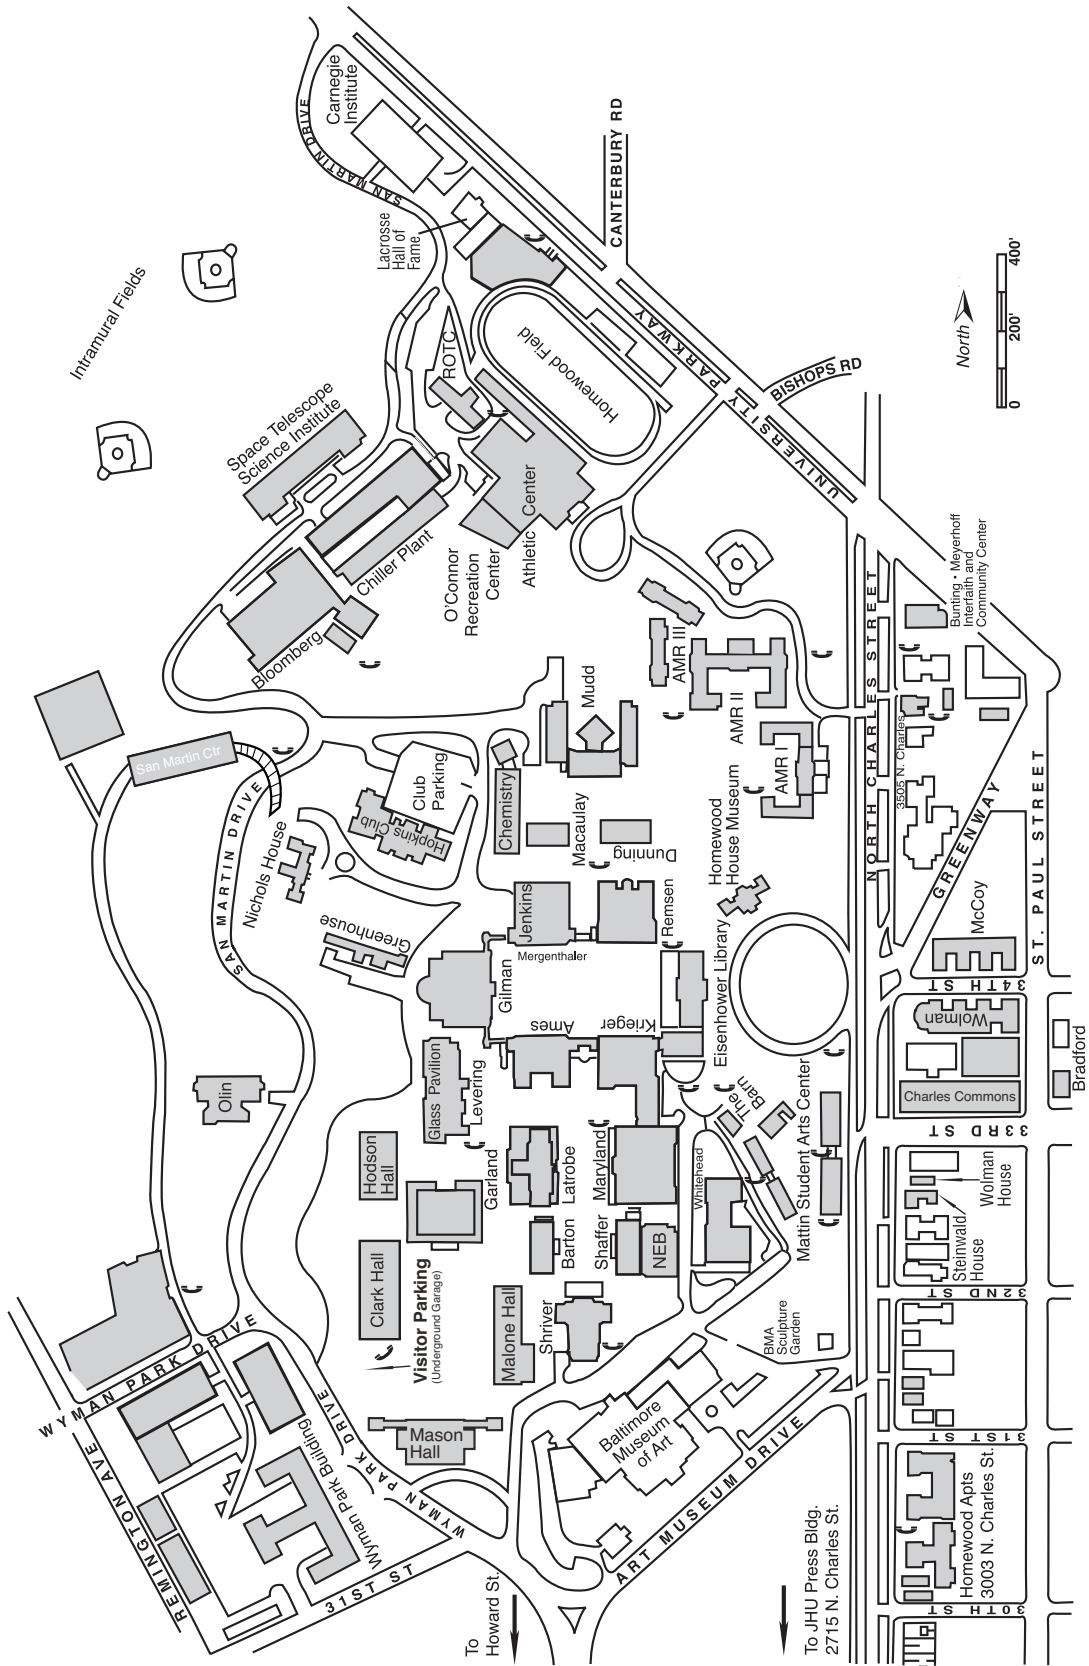 Carnegie
Institute
SAN MARTIN DRIVE
SAN MARTIN
CANTERBURY RD
Lacrosse
Hall of
Fame
Intramural Fields
400'
200'
0
North
ROTC
Homewood Field
UNIVERSITY PARKWAY
BISHOPS RD
Space Telescope
Science Institute
Athletic Center
O'Connor
Recreation
Center
Chiller Plant
Bloomberg
Bunting • Meyerhoff
Interfaith and
Community Center
AMR III
AMR II
AMR I
Mudd
NORTH CHARLES STREET
3505 N. Charles
San Martin Ctr
SAN MARTIN DRIVE
Club
Parking
Hopkins Club
Chemistry
Macaulay
Dunning
Homewood
House Museum
GREENWAY
ST. PAUL STREET
Nichols House
Greenhouse
Jenkins
Mergenthaler
Remsen
McCoy
Gilman
Eisenhower Library
34TH ST
Ames
Krieger
Wolman
Bradford
Glass Pavilion
Levering
The
Barn
Charles Commons
Olin
33RD ST
Hodson
Hall
Garland
Latrobe
Maryland
Whitehead
Mattin Student Arts Center
Wolman
House
Steinwald
House
Barton
Shaffer
NEB
Clark Hall
Visitor Parking
(Underground Garage)
Malone Hall
Shriver
BMA
Sculpture
Garden
32ND ST
WYMAN PARK DRIVE
Mason
Hall
Baltimore
Museum
of Art
31ST ST
WYMAN PARK DRIVE
Wyman Park Building
REMINGTON AVE
31ST ST
ART MUSEUM DRIVE
Homewood Apts
3003 N. Charles St.
To
Howard St.
To JHU Press Bldg.
2715 N. Charles St.
30TH ST